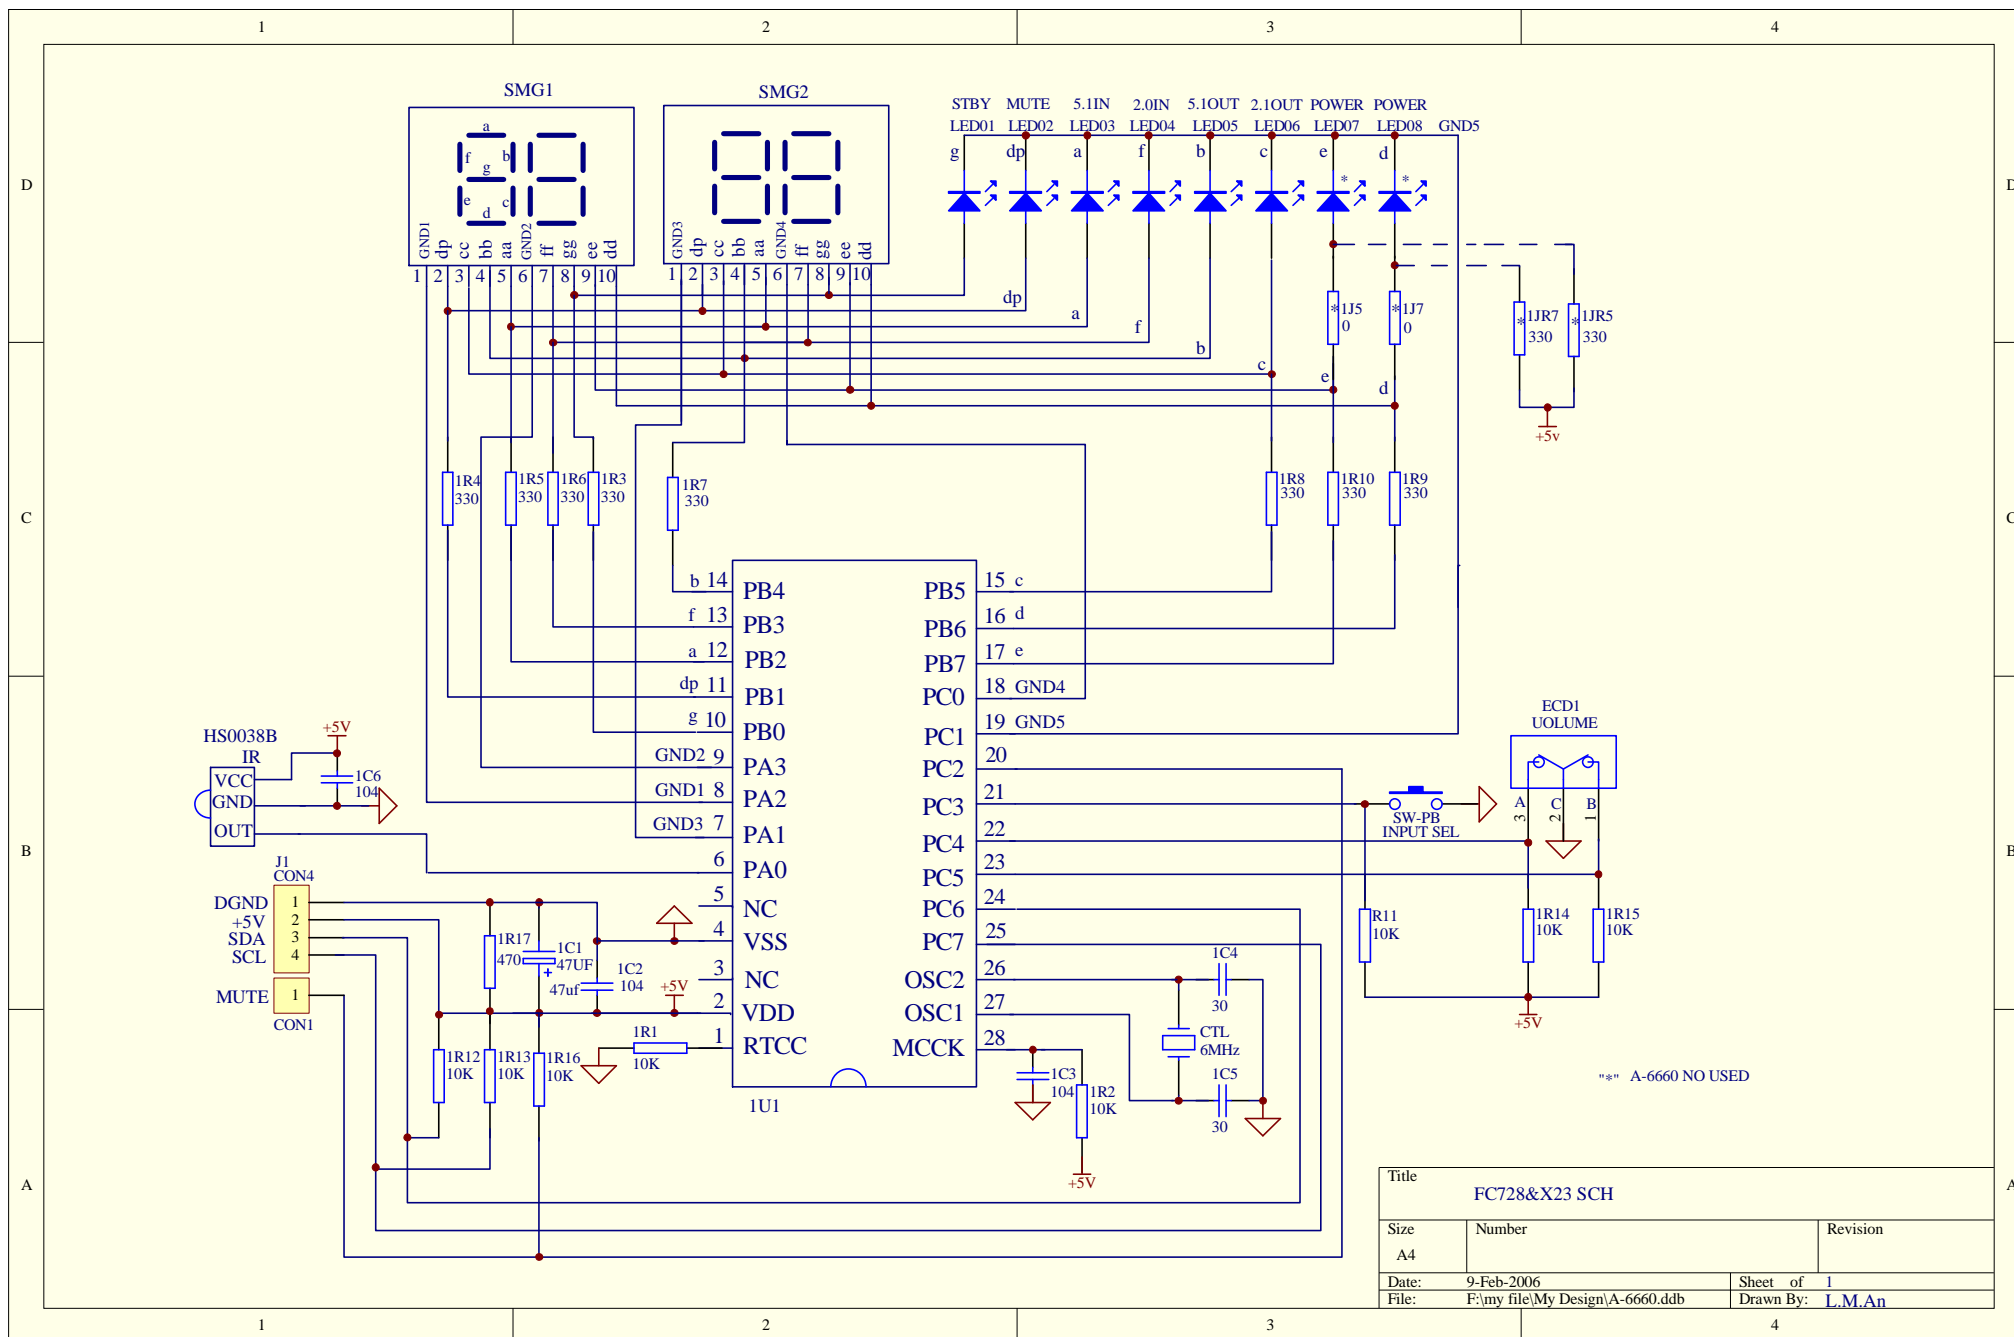 1 2 3 4
D D
C C
B B
A A
SMG1
a
f b
g
e c
d
GND1 dp cc bb aa GND2 ff gg ee dd
1 2 3 4 5 6 7 8 9 10
SMG2
GND3 dp cc bb aa GND4 ff gg ee dd
1 2 3 4 5 6 7 8 9 10
STBY MUTE 5.1IN 2.0IN 5.1OUT 2.1OUT POWER POWER
LED01 LED02 LED03 LED04 LED05 LED06 LED07 LED08 GND5
g dp a f b c e d
* *
dp
a
f
b
c
e
d
* 1J5
0
* 1J7
0
* 1JR7
330
* 1JR5
330
+5v
1R4
330
1R5
330
1R6
330
1R3
330
1R7
330
1R8
330
1R10
330
1R9
330
b 14 PB4
f 13 PB3
a 12 PB2
dp 11 PB1
g 10 PB0
GND2 9 PA3
GND1 8 PA2
GND3 7 PA1
6 PA0
5 NC
4 VSS
3 NC
2 VDD
1 RTCC
PB5 15 c
PB6 16 d
PB7 17 e
PC0 18 GND4
PC1 19 GND5
PC2 20
PC3 21
PC4 22
PC5 23
PC6 24
PC7 25
OSC2 26
OSC1 27
MCCK 28
1U1
HS0038B
IR
VCC
GND
OUT
+5V
1C6
104
J1
CON4
DGND 1
+5V 2
SDA 3
SCL 4
MUTE 1
CON1
1R17
470
1C1
47UF
+
47uf
1C2
104
+5V
1R1
10K
1R12
10K
1R13
10K
1R16
10K
1C3
104
1R2
10K
+5V
1C4
30
CTL
6MHz
1C5
30
SW-PB
INPUT SEL
ECD1
UOLUME
A C B
3 2 1
R11
10K
1R14
10K
1R15
10K
+5V
"*" A-6660 NO USED
Title
FC728&X23 SCH
Size Number Revision
A4
Date: 9-Feb-2006 Sheet of 1
File: F:\my file\My Design\A-6660.ddb Drawn By: L.M.An
1 2 3 4